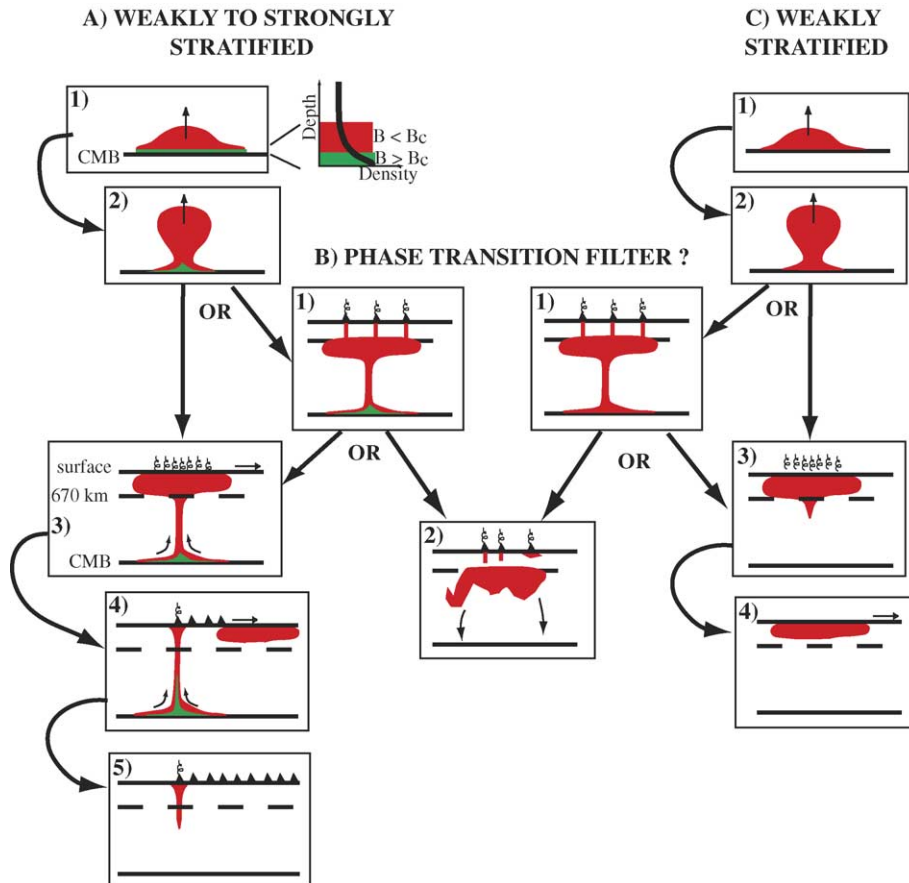 A) WEAKLY TO STRONGLY
STRATIFIED
C) WEAKLY
STRATIFIED
1)
CMB
Depth
B < Bc
B > Bc
Density
2)
OR
1)
2)
OR
B) PHASE TRANSITION FILTER ?
1)
1)
OR
OR
surface
670 km
3)
CMB
2)
3)
4)
4)
5)